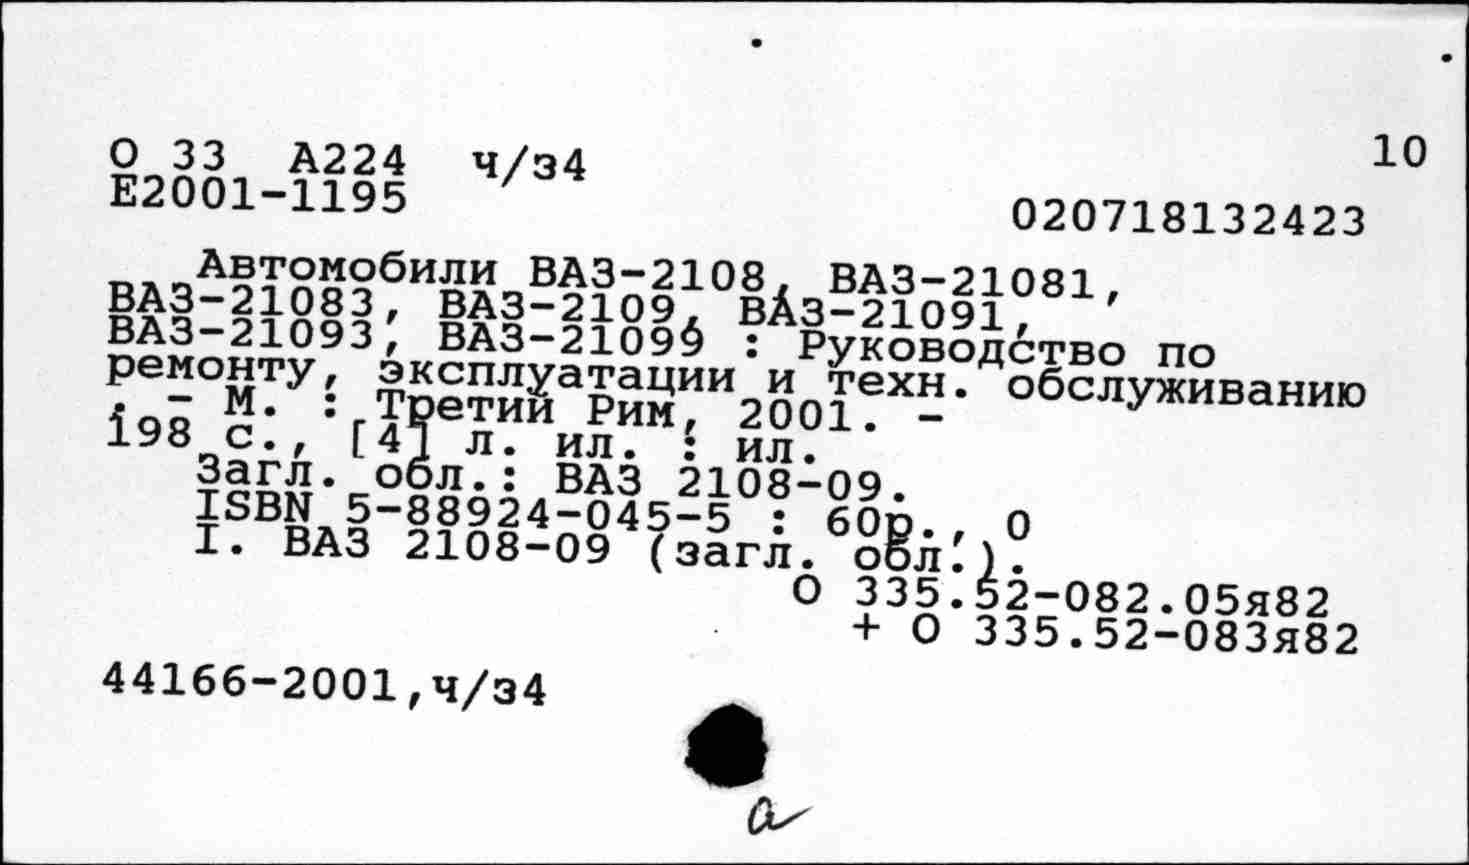 О 33 А224 ч/з4 10
Е2001-1195
020718132423
Автомобили ВАЗ-2108, ВАЗ-21081,
ВАЗ-21083, ВАЗ-2109, ВАЗ-21091,
ВАЗ-21093, ВАЗ-21099 : Руководство по
ремонту, эксплуатации и техн. обслуживанию
. - М. : Третий Рим, 2001. -
198 с., [4] л. ил. : ил.
Загл. обл.: ВАЗ 2108-09.
ISBN 5-88924-045-5 : 60р., 0
I. ВАЗ 2108-09 (загл. обл.).
О 335.52-082.05я82
+ О 335.52-083я82
44166-2001,ч/з4
а